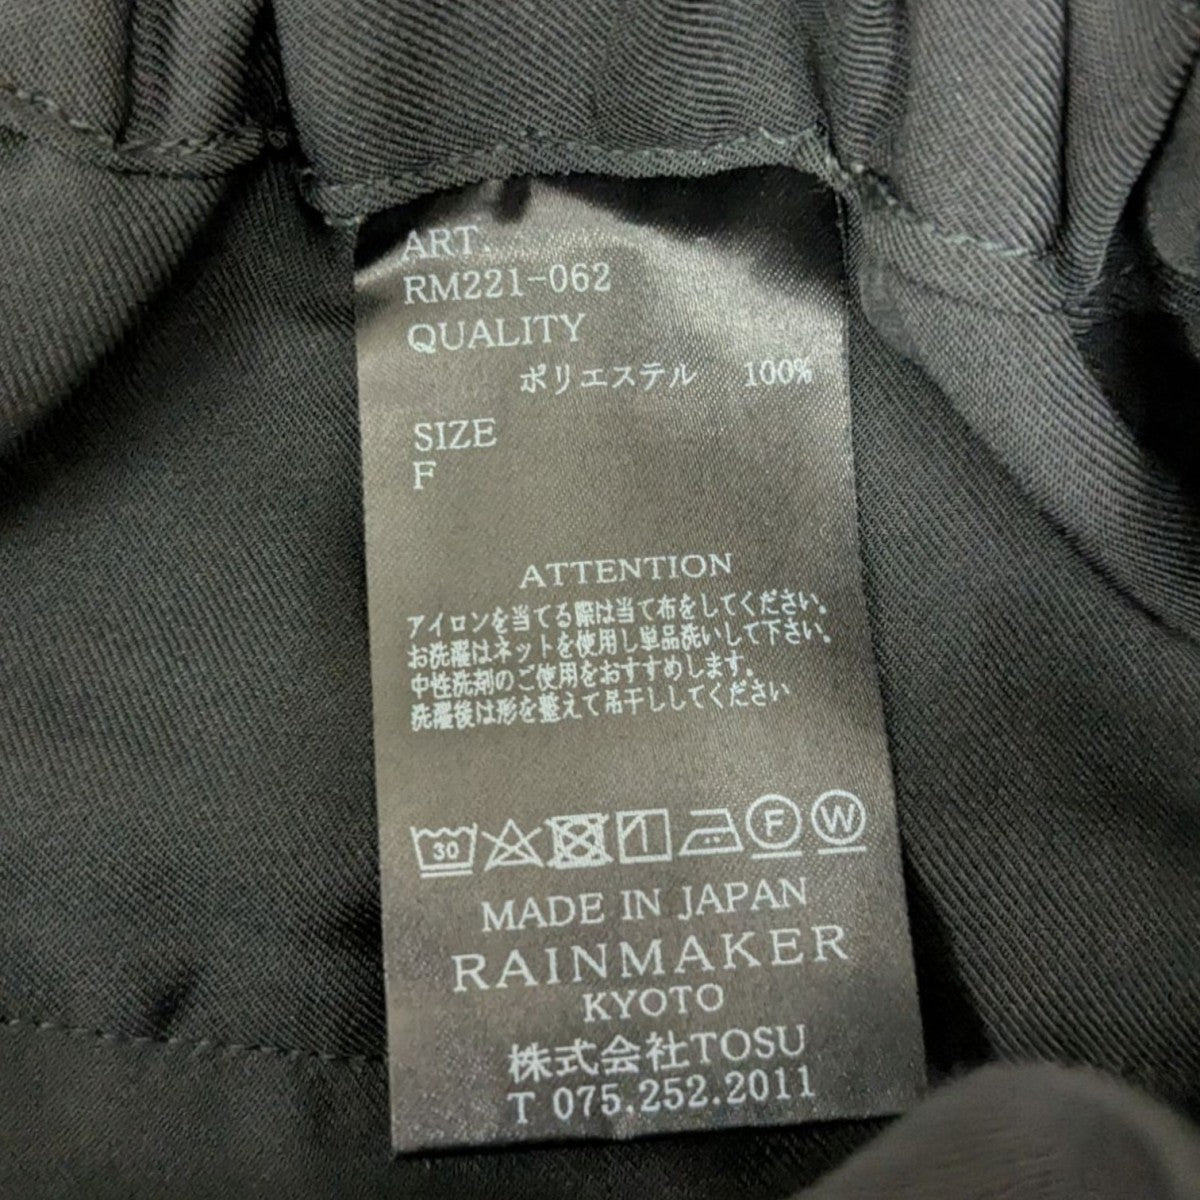 ART.
RM221-062
QUALITY
ポリエステル 100%
SIZE
F
ATTENTION
アイロンを当てる際は当て布をしてください。
お洗濯はネットを使用し単品洗いして下さい。
中性洗剤のご使用をおすすめします。
洗濯後は形を整えて吊干ししてください
30 F W
MADE IN JAPAN
RAINMAKER
KYOTO
株式会社TOSU
T 075.252.2011